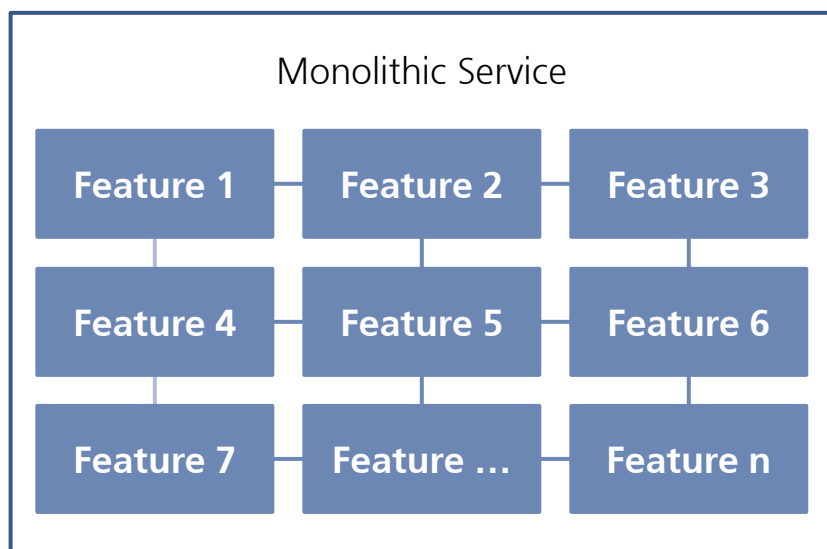 Monolithic Service
Feature 1
Feature 2
Feature 3
Feature 4
Feature 5
Feature 6
Feature 7
Feature ...
Feature n